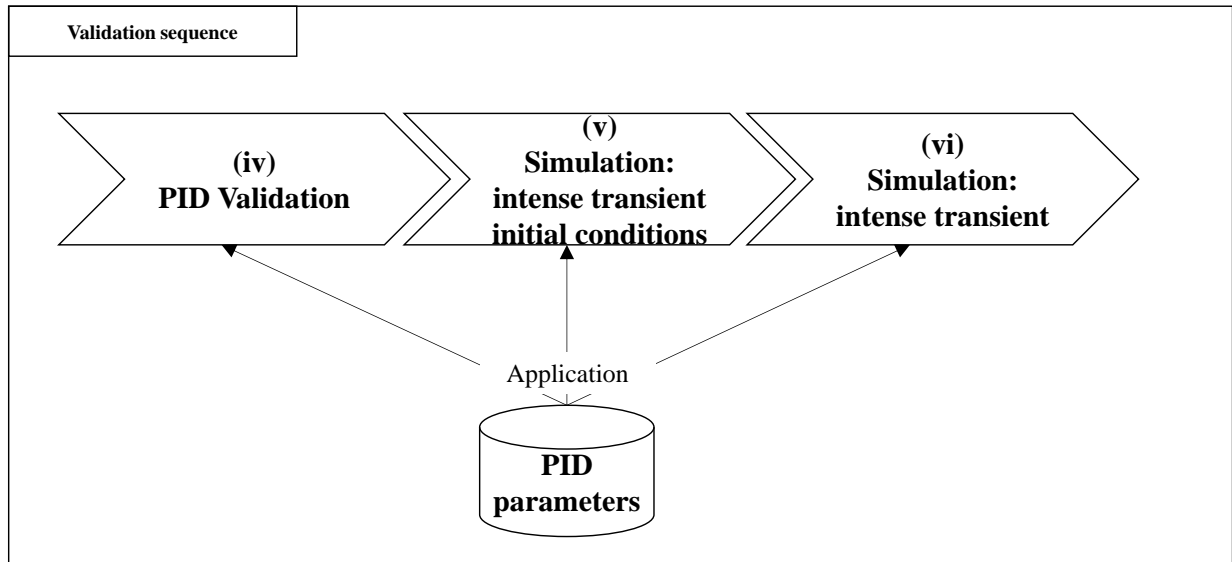 Validation sequence
(iv)
PID Validation
(v)
Simulation:
intense transient
initial conditions
(vi)
Simulation:
intense transient
Application
PID
parameters